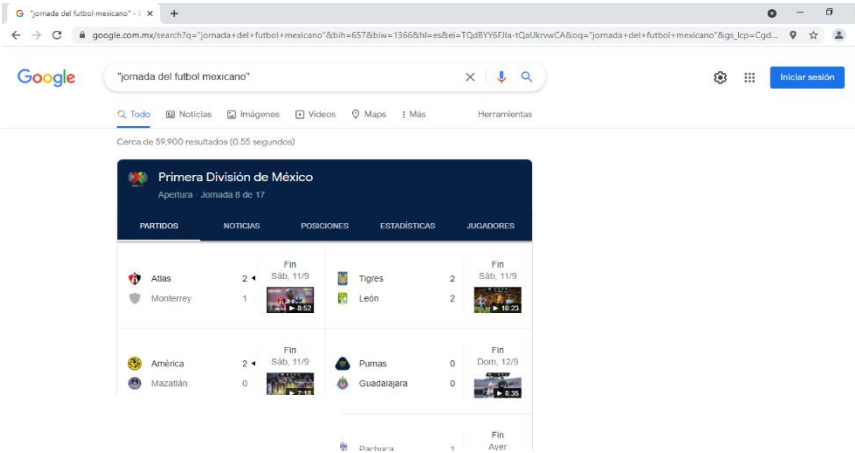 "jornada del futbol mexicano" - 
google.com.mx/search?q="jornada+del+futbol+mexicano"&bih=657&biw=1366&hl=es&ei=TQd8YY6FJIa-tQaUkrvwCA&oq="jornada+del+futbol+mexicano"&gs_lcp=Cgd...
Google
"jornada del futbol mexicano"
Iniciar sesión
Todo Noticias Imágenes Videos Maps Más Herramientas
Cerca de 59,900 resultados (0.55 segundos)
Primera División de México
Apertura · Jornada 8 de 17
PARTIDOS NOTICIAS POSICIONES ESTADÍSTICAS JUGADORES
Fin
Atlas 2 Sáb, 11/9
Monterrey 1
8:52
Fin
Tigres 2 Sáb, 11/9
León 2
10:23
Fin
América 2 Sáb, 11/9
Mazatlán 0
7:18
Fin
Pumas 0 Dom, 12/9
Guadalajara 0
8:35
Fin
Pachuca 1 Ayer